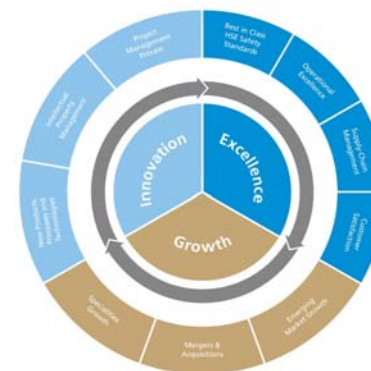 Project
Management
Process
Best in Class
HSE Safety
Standards
Operational
Excellence
Supply Chain
Management
Customer
Satisfaction
Emerging
Market Growth
Mergers &
Acquisitions
Specialities
Growth
New Products,
Processes and
Technologies
Intellectual
Property
Management
Innovation
Excellence
Growth